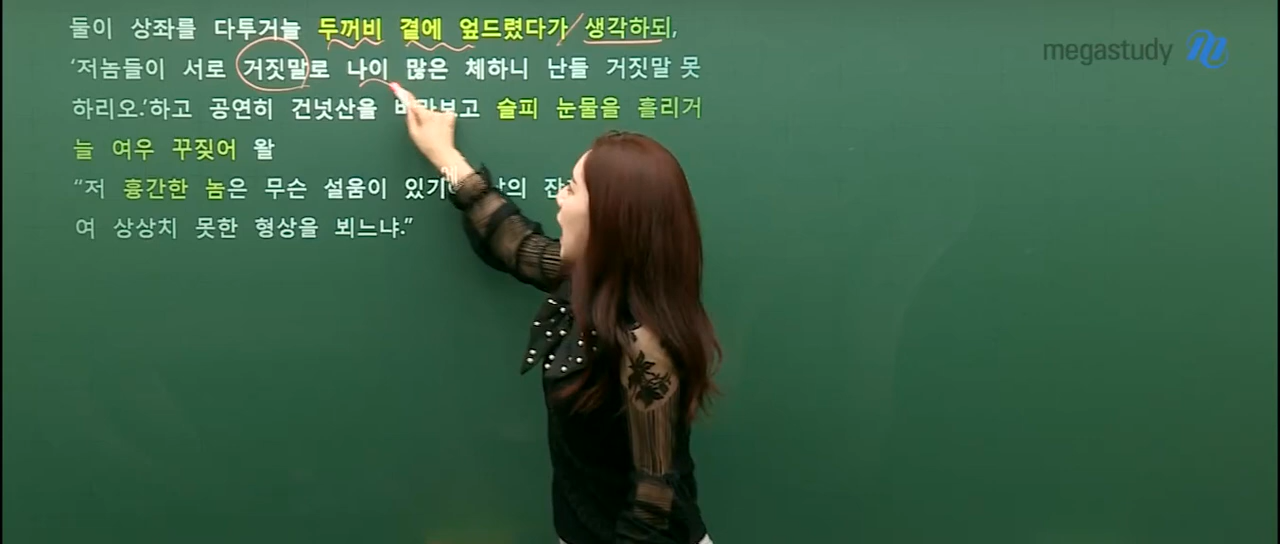 둘이 상좌를 다투거늘 두꺼비 곁에 엎드렸다가 생각하되,
megastudy
‘저놈들이 서로 거짓말로 나이 많은 체하니 난들 거짓말 못
하리오.’하고 공연히 건넛산을 바라보고 슬피 눈물을 흘리거
늘 여우 꾸짖어 왈
“저 흉간한 놈은 무슨 설움이 있기에
여 상상치 못한 형상을 뵈느냐.”